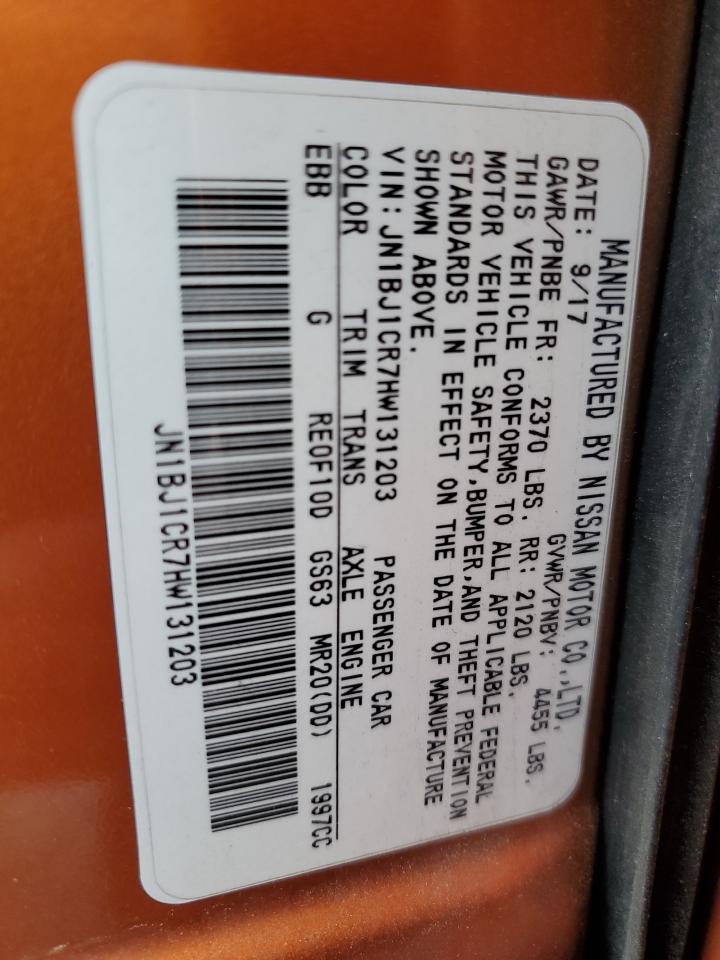 MANUFACTURED BY NISSAN MOTOR CO.,LTD.
DATE: 9/17 GVWR/PNBV: 4455 LBS.
GAWR/PNBE FR: 2370 LBS. RR: 2120 LBS.
THIS VEHICLE CONFORMS TO ALL APPLICABLE FEDERAL
MOTOR VEHICLE SAFETY,BUMPER,AND THEFT PREVENTION
STANDARDS IN EFFECT ON THE DATE OF MANUFACTURE
SHOWN ABOVE.
VIN:JN1BJ1CR7HW131203 PASSENGER CAR
COLOR TRIM TRANS AXLE ENGINE
EBB G RE0F10D GS63 MR20(DD) 1997CC
JN1BJ1CR7HW131203